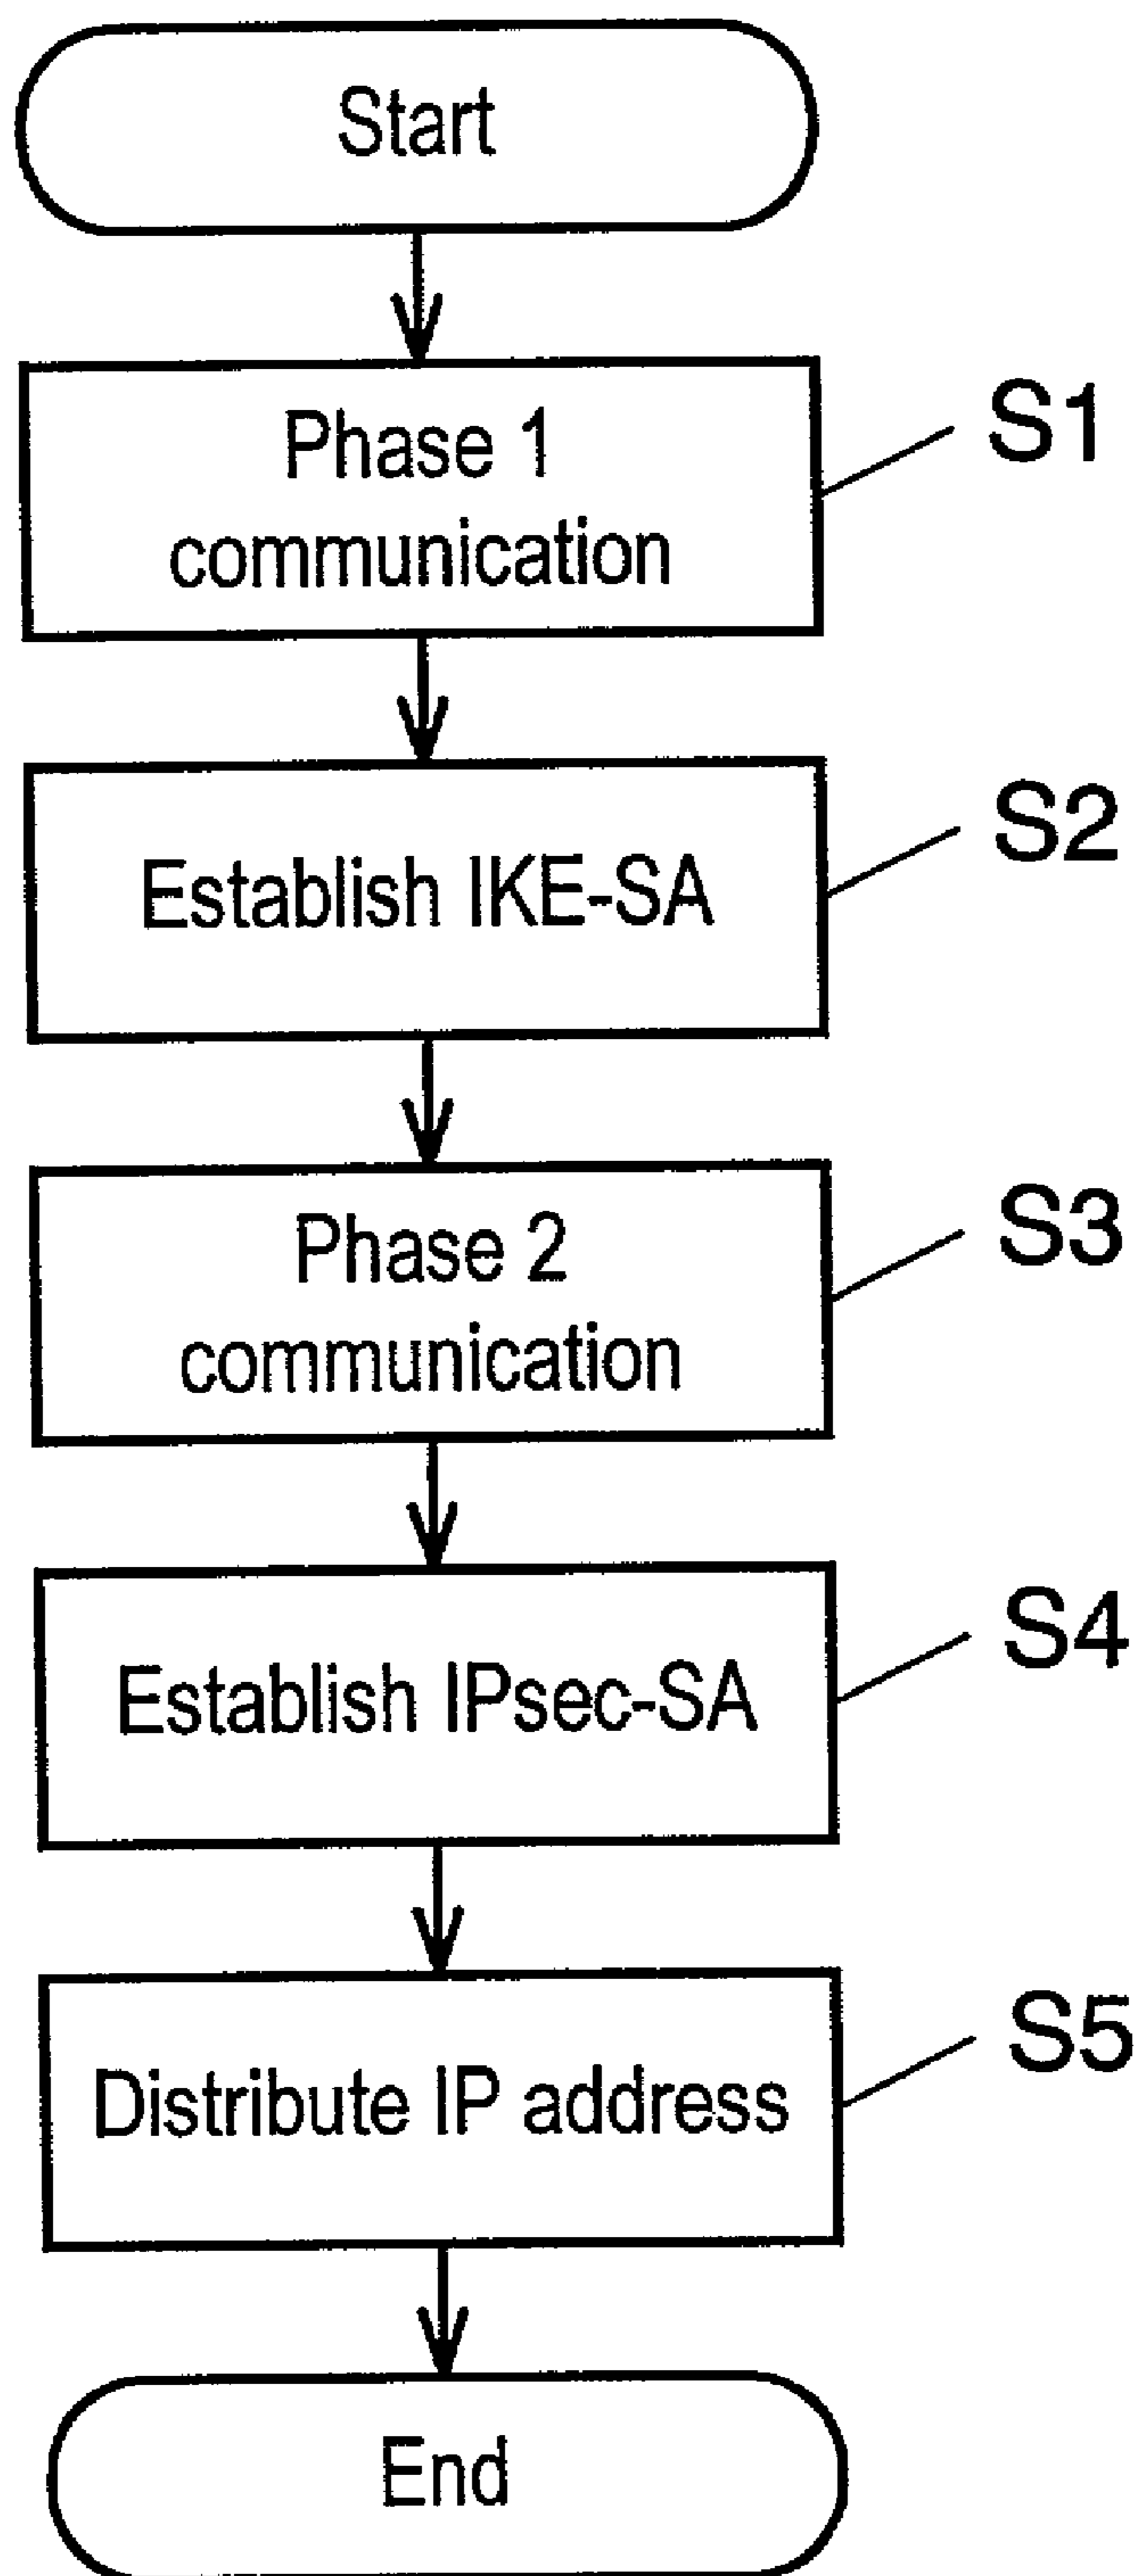 Start
Phase 1
communication
S1
Establish IKE-SA
S2
Phase 2
communication
S3
Establish IPsec-SA
S4
Distribute IP address
S5
End